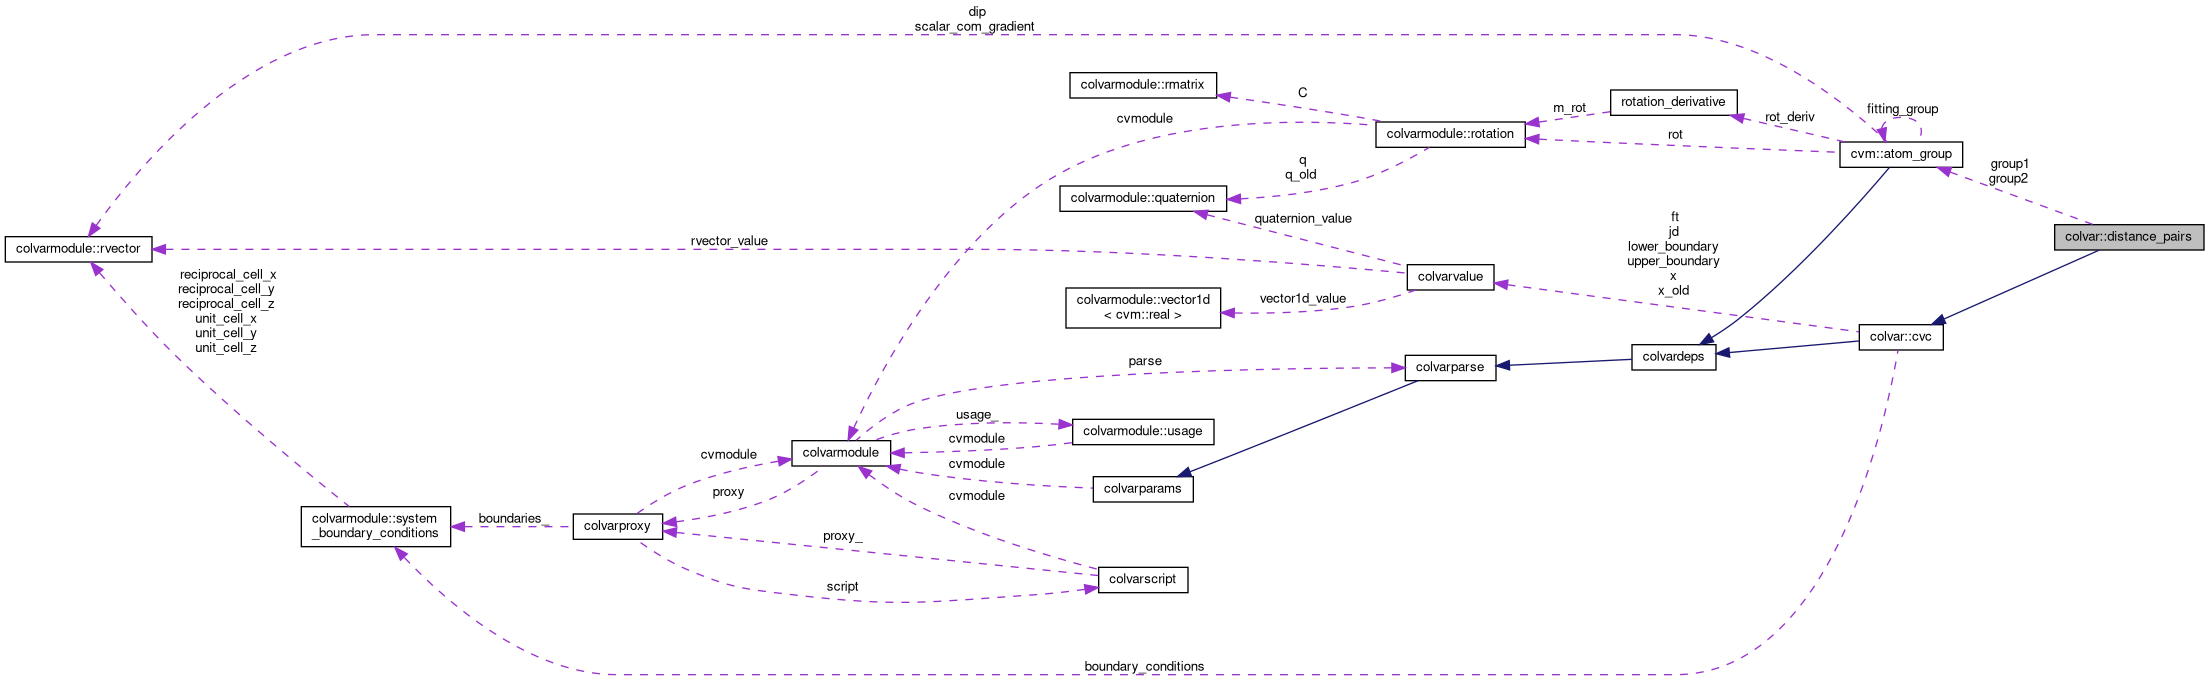 dip
scalar_com_gradient
colvarmodule::rmatrix
C
cvmodule
m_rot
rotation_derivative
rot_deriv
fitting_group
colvarmodule::rotation
rot
cvm::atom_group
group1
group2
q
q_old
colvarmodule::quaternion
quaternion_value
rvector_value
colvarmodule::rvector
colvar::distance_pairs
ft
jd
lower_boundary
upper_boundary
x
x_old
colvarvalue
reciprocal_cell_x
reciprocal_cell_y
reciprocal_cell_z
unit_cell_x
unit_cell_y
unit_cell_z
colvarmodule::vector1d
< cvm::real >
vector1d_value
colvar::cvc
colvardeps
parse
colvarparse
usage_
colvarmodule::usage
cvmodule
colvarmodule
cvmodule
cvmodule
colvarparams
proxy
cvmodule
colvarmodule::system
_boundary_conditions
boundaries_
colvarproxy
proxy_
colvarscript
script
boundary_conditions